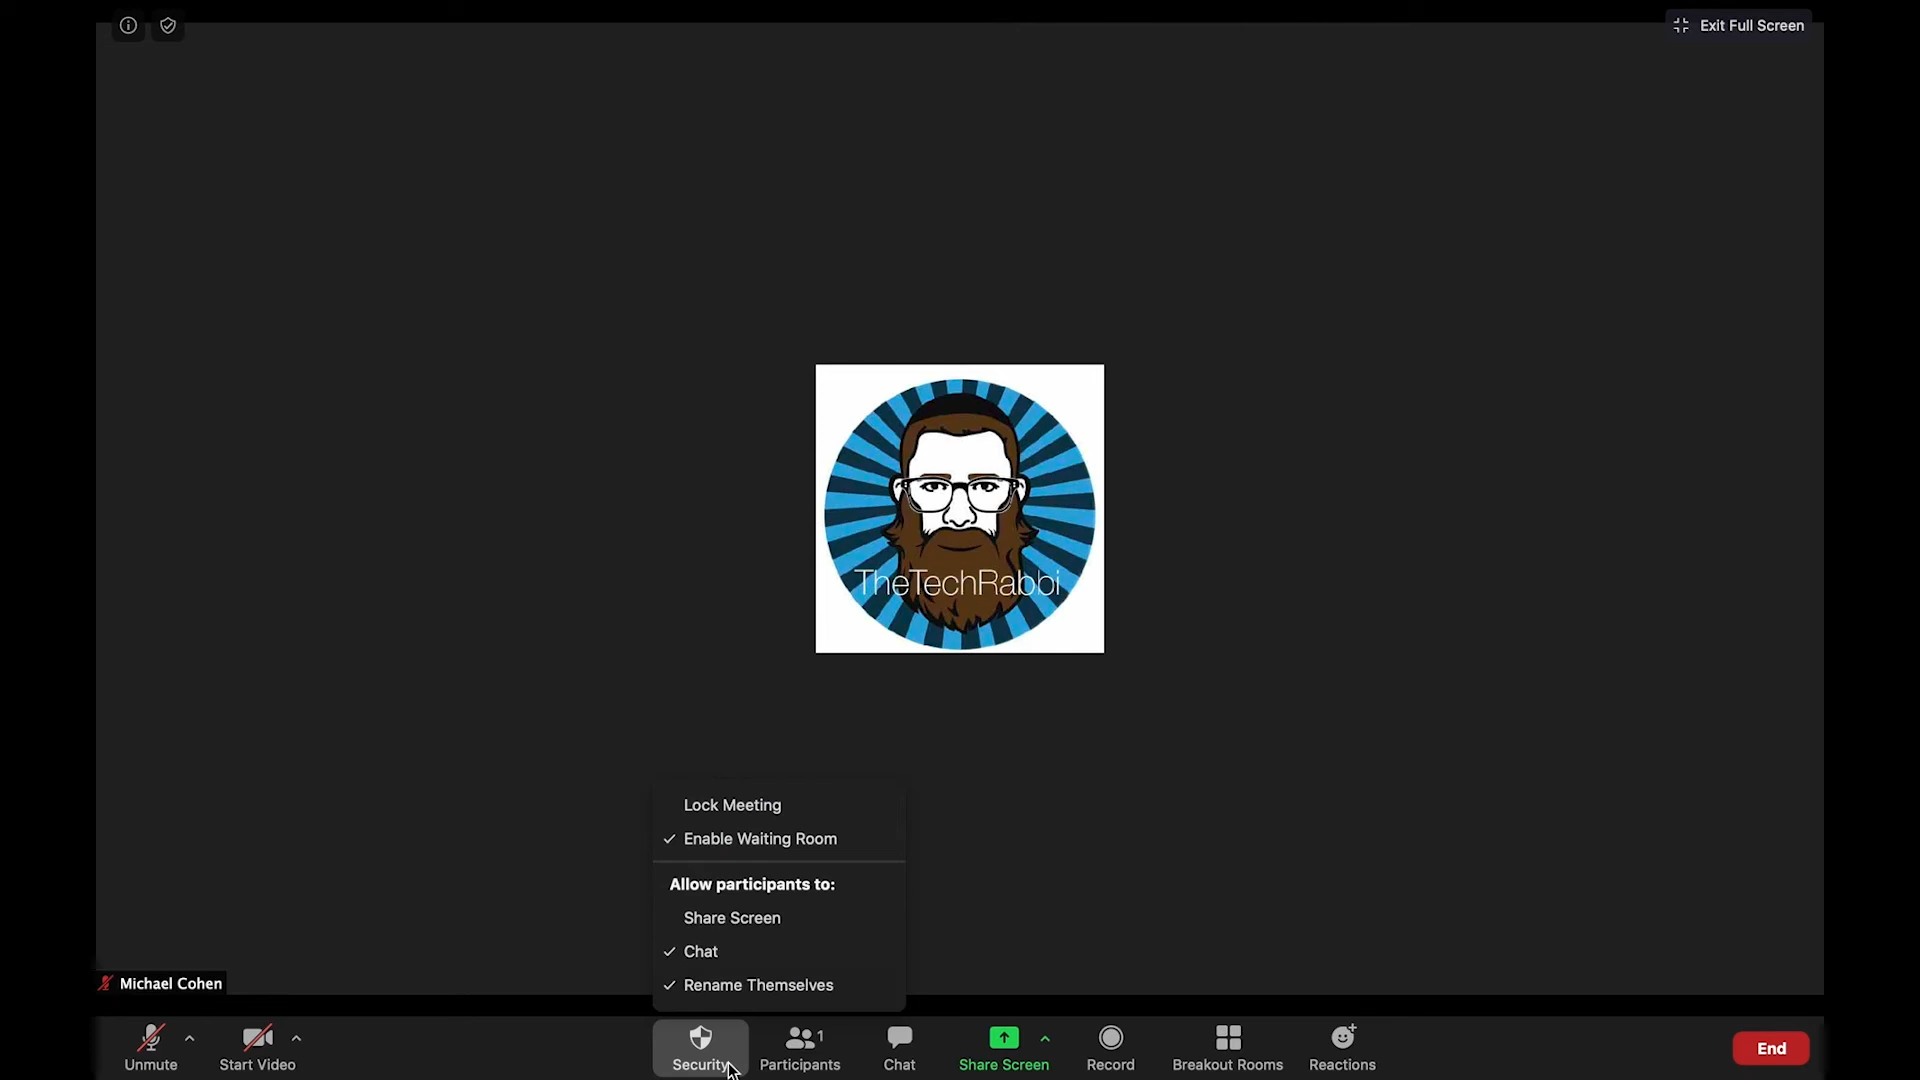 Exit Full Screen
TheTechRabbi
Lock Meeting
Enable Waiting Room
Allow participants to:
Share Screen
Chat
Rename Themselves
Michael Cohen
Unmute
Start Video
Security
1
Participants
Chat
Share Screen
Record
Breakout Rooms
Reactions
End